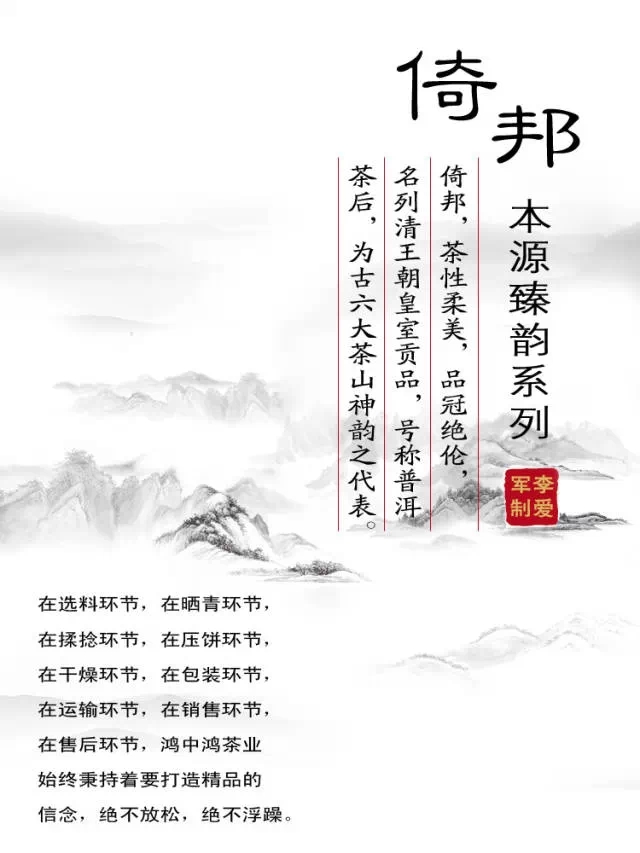 倚邦
本源臻韵系列
李爱
军制
倚邦，茶性柔美，品冠绝伦，
名列清王朝皇室贡品，号称普洱
茶后，为古六大茶山神韵之代表。
在选料环节，在晒青环节，
在揉捻环节，在压饼环节，
在干燥环节，在包装环节，
在运输环节，在销售环节，
在售后环节，鸿中鸿茶业
始终秉持着要打造精品的
信念，绝不放松，绝不浮躁。